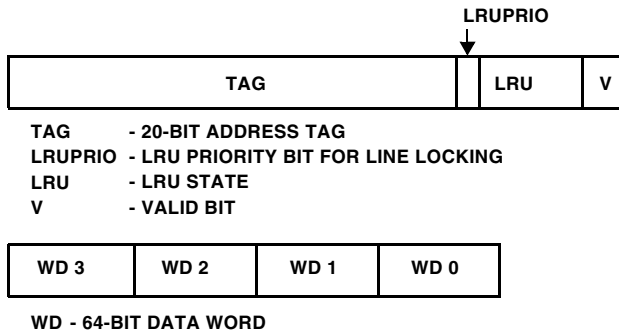 LRUPRIO
TAG LRU V
TAG - 20-BIT ADDRESS TAG
LRUPRIO - LRU PRIORITY BIT FOR LINE LOCKING
LRU - LRU STATE
V - VALID BIT
WD 3 WD 2 WD 1 WD 0
WD - 64-BIT DATA WORD